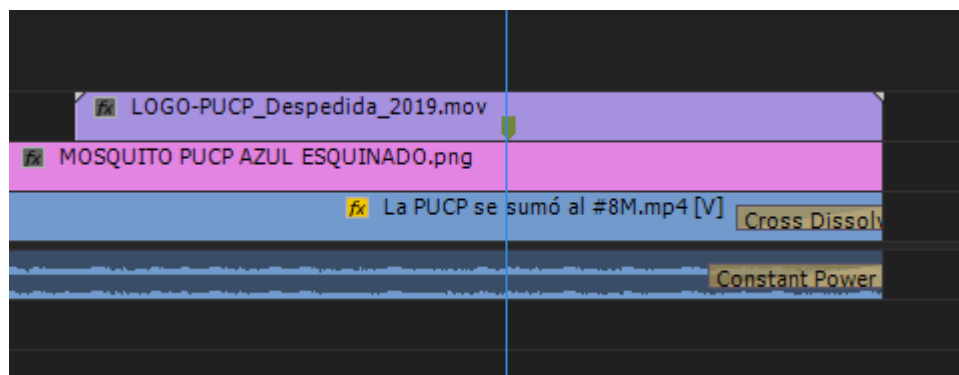 fx LOGO-PUCP_Despedida_2019.mov
fx MOSQUITO PUCP AZUL ESQUINADO.png
fx La PUCP se sumó al #8M.mp4 [V]
Cross Dissolv
Constant Power